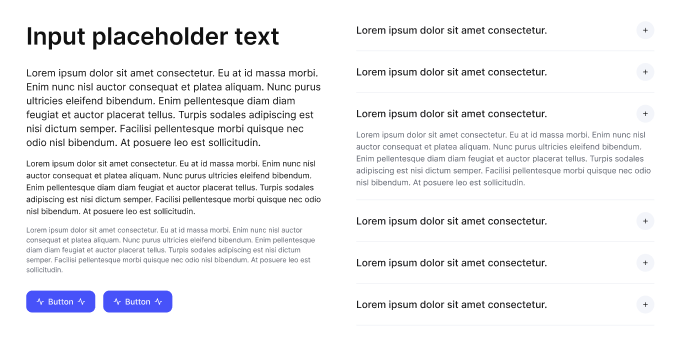 Input placeholder text
Lorem ipsum dolor sit amet consectetur. Eu at id massa morbi.
Enim nunc nisl consequat et platea aliquam. Nunc purus
ultricies eleifend bibendum. Enim pellentesque diam diam
feugiat et auctor placerat tellus. Turpis sodales adipiscing est
nisi dictum semper. Facilisi pellentesque morbi quisque nec
odio bibendum. At posuere leo est sollicitudin.
Lorem ipsum dolor sit amet consectetur. Eu at id massa morbi. Enim nunc nisl
consequat et platea aliquam. Nunc purus ultricies eleifend bibendum.
Enim pellentesque diam diam feugiat et auctor placerat tellus. Turpis sodales
adipiscing est nisi dictum semper. Facilisi pellentesque morbi quisque nec odio
bibendum. At posuere leo est sollicitudin.
Lorem ipsum dolor sit amet consectetur. Eu at id massa morbi. Enim nunc nisl
consequat et platea aliquam. Nunc purus ultricies eleifend bibendum. Enim pellentesque
diam diam feugiat et auctor placerat tellus. Turpis sodales adipiscing est nisi dictum
semper. Facilisi pellentesque morbi quisque nec odio bibendum. At posuere leo est
sollicitudin.
Button
Button
Lorem ipsum dolor sit amet consectetur.
Lorem ipsum dolor sit amet consectetur.
Lorem ipsum dolor sit amet consectetur.
Lorem ipsum dolor sit amet consectetur. Eu at id massa morbi. Enim nunc nisl
consequat et platea aliquam. Nunc purus ultricies eleifend bibendum. Enim
pellentesque diam diam feugiat et auctor placerat tellus. Turpis sodales
adipiscing est nisi dictum semper. Facilisi pellentesque morbi quisque nec odio
bibendum. At posuere leo est sollicitudin.
Lorem ipsum dolor sit amet consectetur.
Lorem ipsum dolor sit amet consectetur.
Lorem ipsum dolor sit amet consectetur.